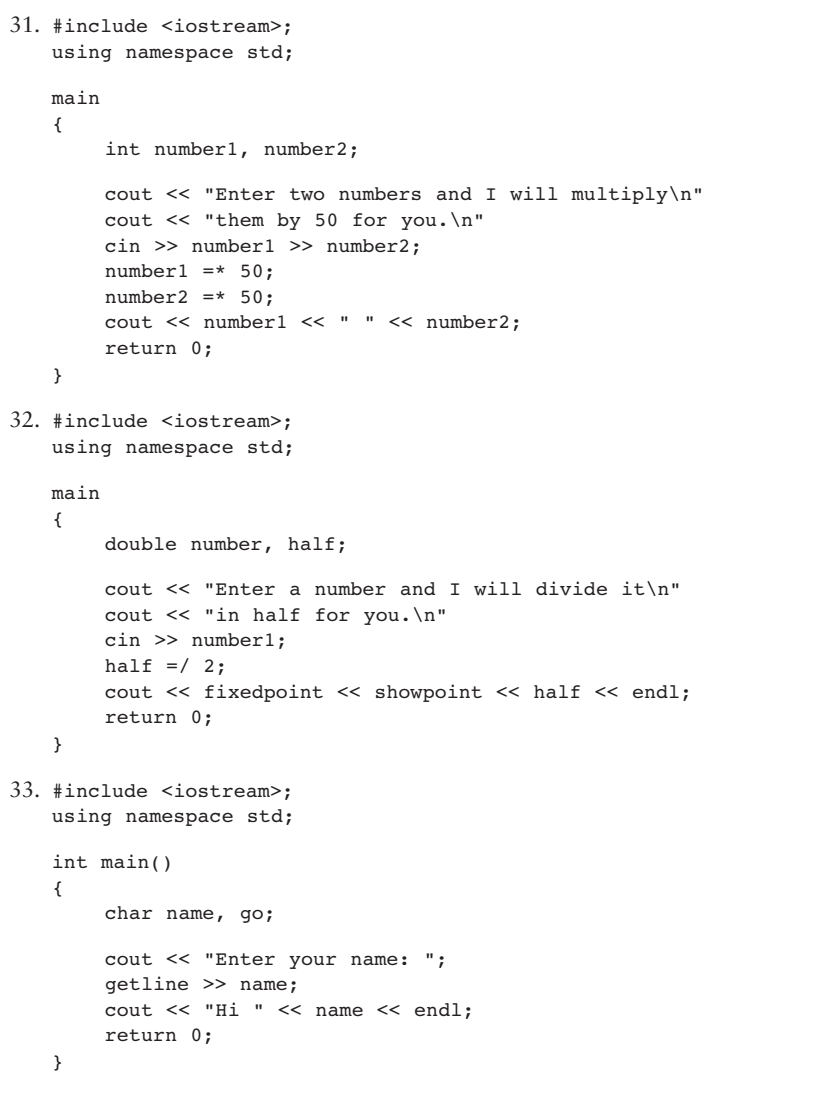 31. #include <iostream>;
using namespace std;
main
{
int number1, number2;
cout << "Enter two numbers and I will multiply\n"
cout << "them by 50 for you.\n"
cin >> number1 >> number2;
number1 =* 50;
number2 =* 50;
cout << number1 << " " << number2;
return 0;
}
32. #include <iostream>;
using namespace std;
main
{
double number, half;
cout << "Enter a number and I will divide it\n"
cout << "in half for you.\n"
cin >> number1;
half =/ 2;
cout << fixedpoint << showpoint << half << endl;
return 0;
}
33. #include <iostream>;
using namespace std;
int main()
{
char name, go;
cout << "Enter your name: ";
getline >> name;
cout << "Hi " << name << endl;
return 0;
}